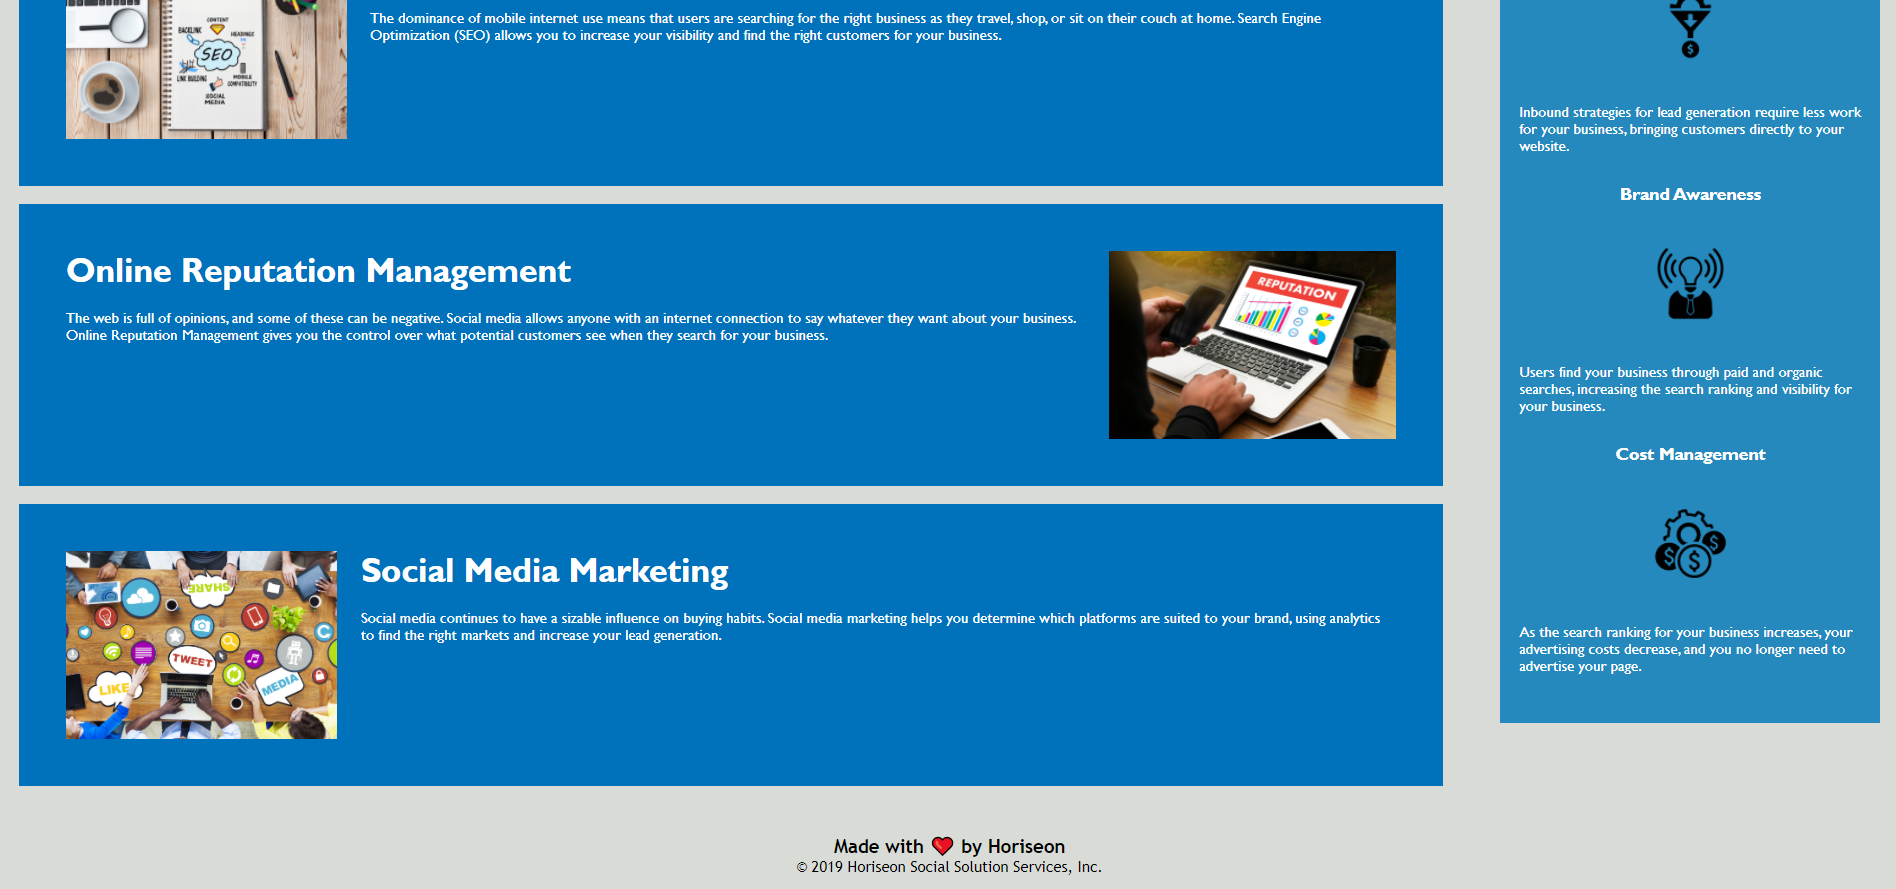 The dominance of mobile internet use means that users are searching for the right business as they travel, shop, or sit on their couch at home. Search Engine
Optimization (SEO) allows you to increase your visibility and find the right customers for your business.
CONTENT
BACKLINK
HEADINGS
SEO
LINK BUILDING
MOBILE
COMPATIBILITY
SOCIAL
MEDIA
Online Reputation Management
The web is full of opinions, and some of these can be negative. Social media allows anyone with an internet connection to say whatever they want about your business.
Online Reputation Management gives you the control over what potential customers see when they search for your business.
REPUTATION
Social Media Marketing
Social media continues to have a sizable influence on buying habits. Social media marketing helps you determine which platforms are suited to your brand, using analytics
to find the right markets and increase your lead generation.
SHARE
TWEET
LIKE
MEDIA
$
Inbound strategies for lead generation require less work
for your business, bringing customers directly to your
website.
Brand Awareness
Users find your business through paid and organic
searches, increasing the search ranking and visibility for
your business.
Cost Management
$ $ $
As the search ranking for your business increases, your
advertising costs decrease, and you no longer need to
advertise your page.
Made with ❤️ by Horiseon
© 2019 Horiseon Social Solution Services, Inc.